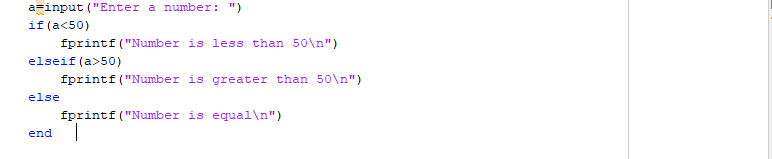 a=input("Enter a number: ")
if(a<50)
    fprintf("Number is less than 50\n")
elseif(a>50)
    fprintf("Number is greater than 50\n")
else
    fprintf("Number is equal\n")
end